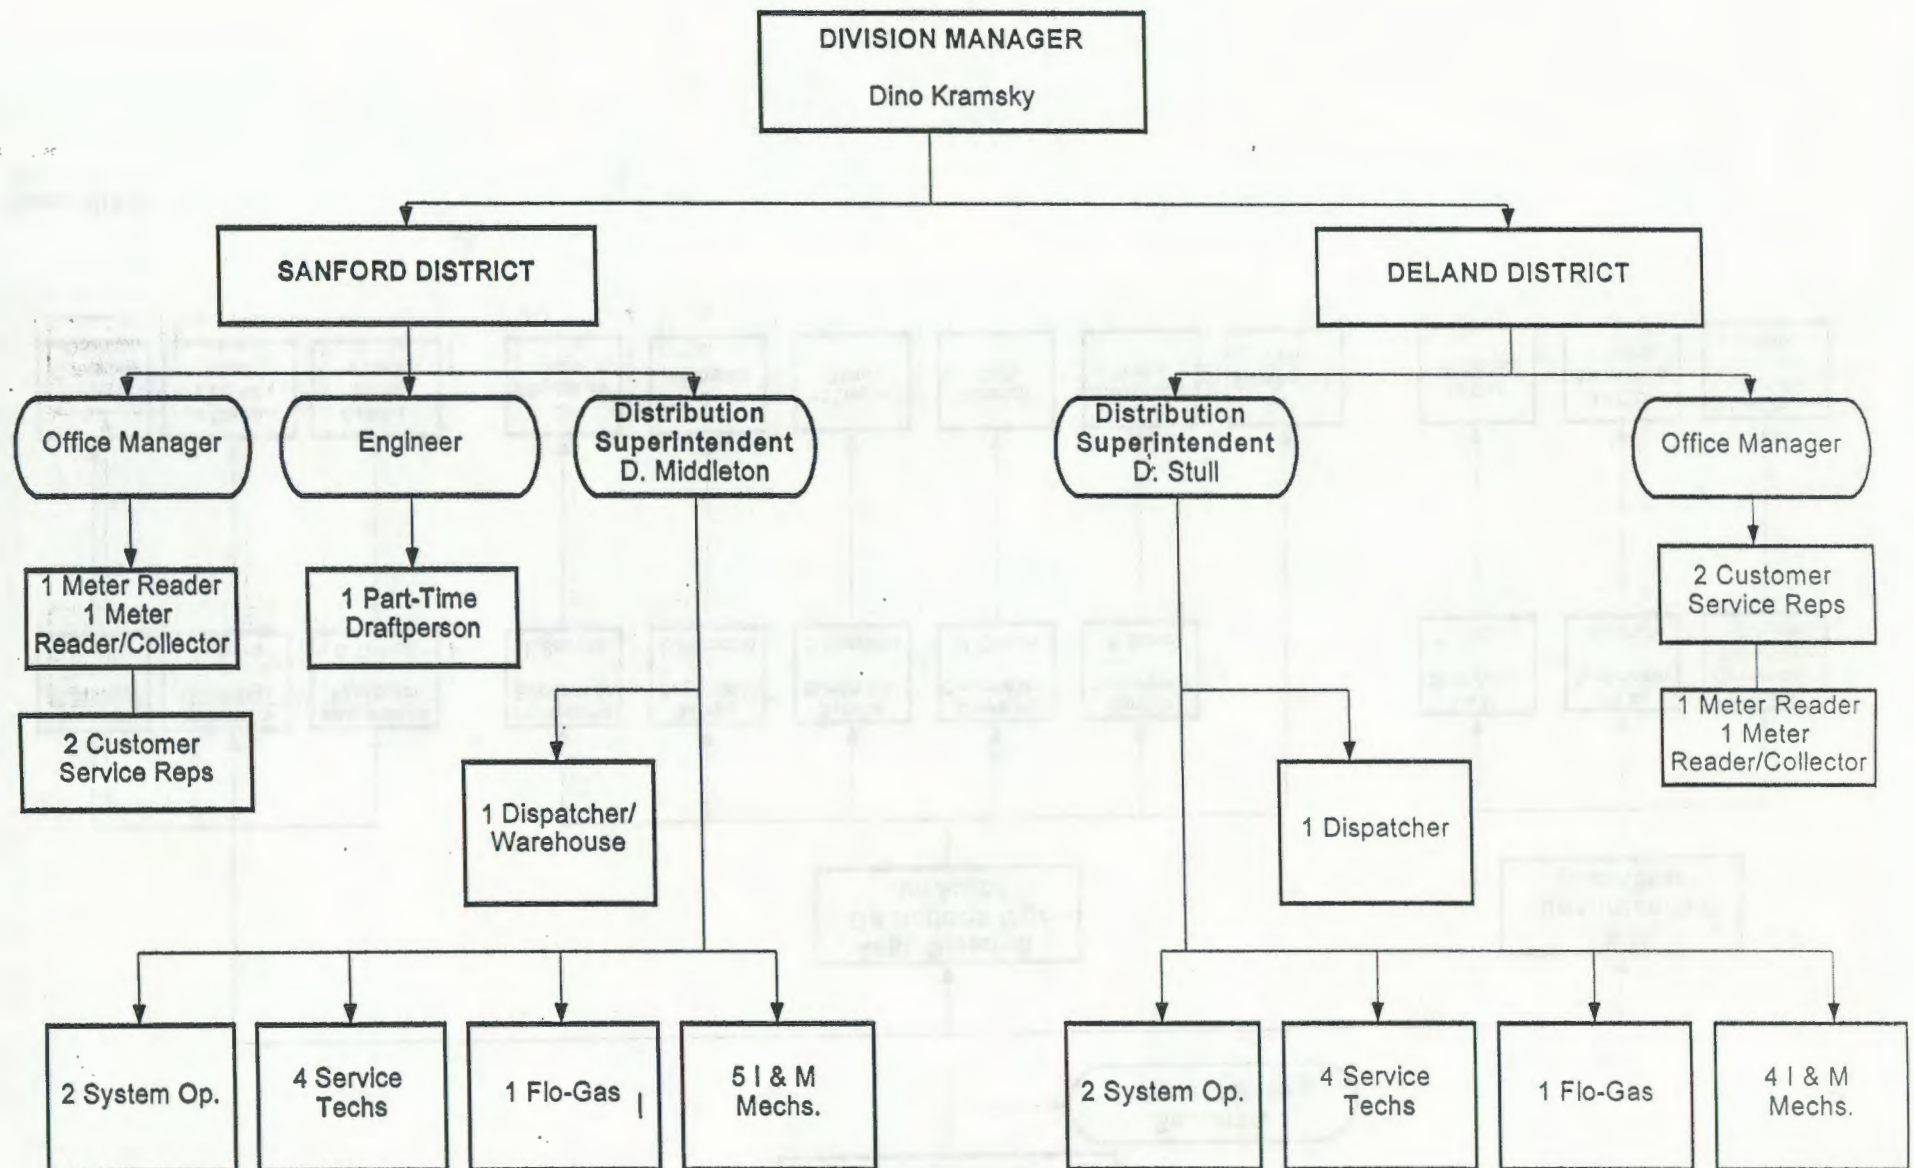 DIVISION MANAGER
Dino Kramsky
SANFORD DISTRICT
DELAND DISTRICT
Office Manager
Engineer
Distribution
Superintendent
D. Middleton
Distribution
Superintendent
D. Stull
Office Manager
1 Meter Reader
1 Meter
Reader/Collector
1 Part-Time
Draftperson
2 Customer
Service Reps
2 Customer
Service Reps
1 Meter Reader
1 Meter
Reader/Collector
1 Dispatcher/
Warehouse
1 Dispatcher
2 System Op.
4 Service
Techs
1 Flo-Gas
5 I & M
Mechs.
2 System Op.
4 Service
Techs
1 Flo-Gas
4 I & M
Mechs.